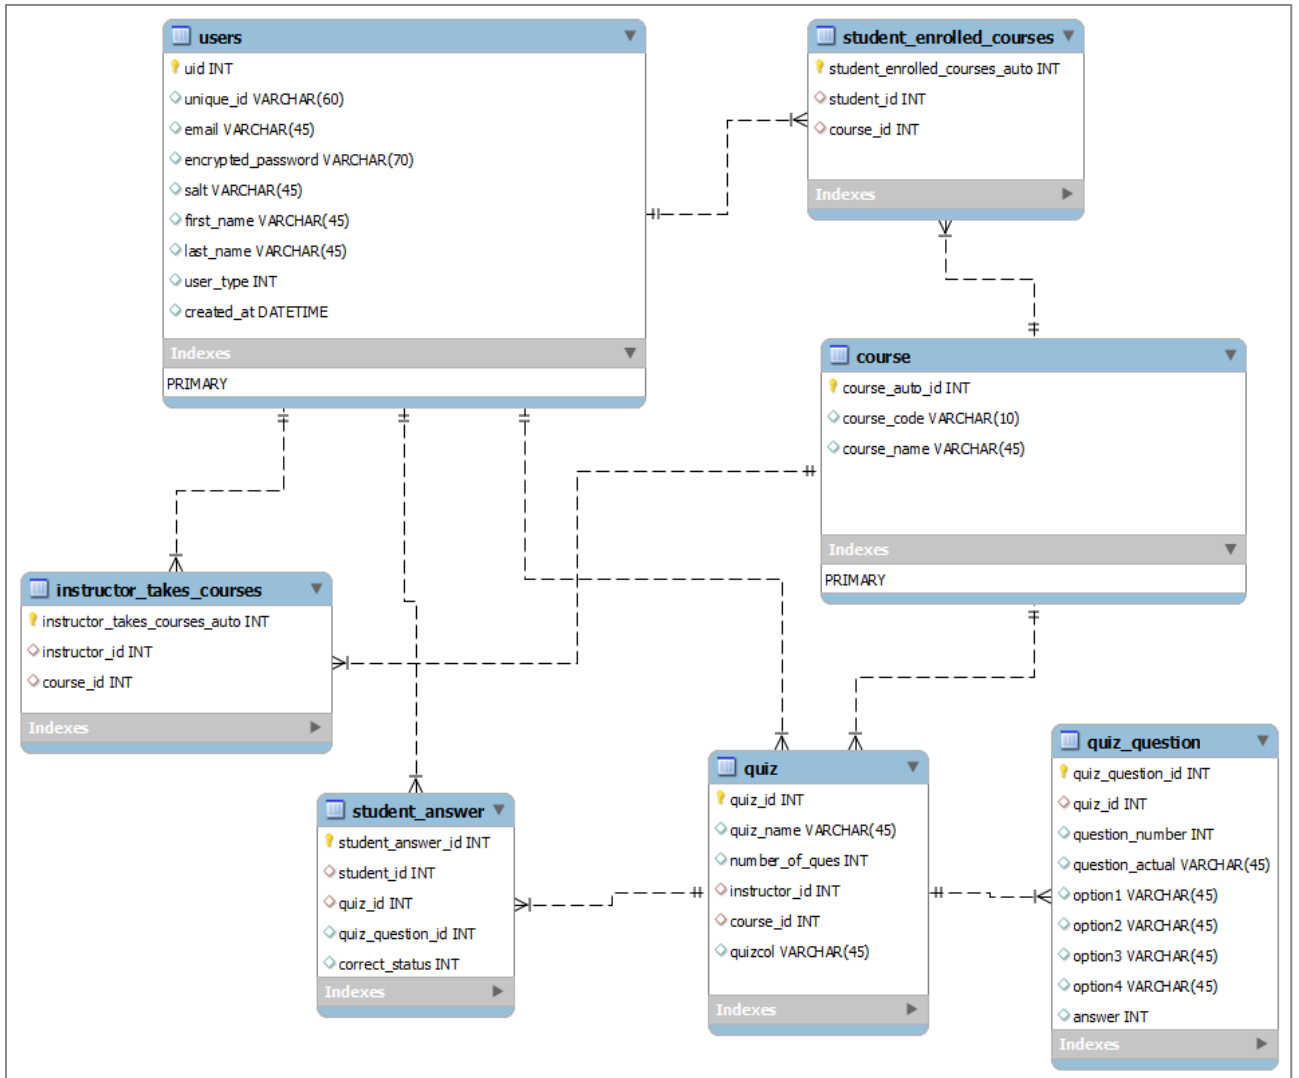 users
uid INT
unique_id VARCHAR(60)
email VARCHAR(45)
encrypted_password VARCHAR(70)
salt VARCHAR(45)
first_name VARCHAR(45)
last_name VARCHAR(45)
user_type INT
created_at DATETIME
Indexes
PRIMARY
student_enrolled_courses
student_enrolled_courses_auto INT
student_id INT
course_id INT
Indexes
course
course_auto_id INT
course_code VARCHAR(10)
course_name VARCHAR(45)
Indexes
PRIMARY
instructor_takes_courses
instructor_takes_courses_auto INT
instructor_id INT
course_id INT
Indexes
student_answer
student_answer_id INT
student_id INT
quiz_id INT
quiz_question_id INT
correct_status INT
Indexes
quiz
quiz_id INT
quiz_name VARCHAR(45)
number_of_ques INT
instructor_id INT
course_id INT
quizcol VARCHAR(45)
Indexes
quiz_question
quiz_question_id INT
quiz_id INT
question_number INT
question_actual VARCHAR(45)
option1 VARCHAR(45)
option2 VARCHAR(45)
option3 VARCHAR(45)
option4 VARCHAR(45)
answer INT
Indexes